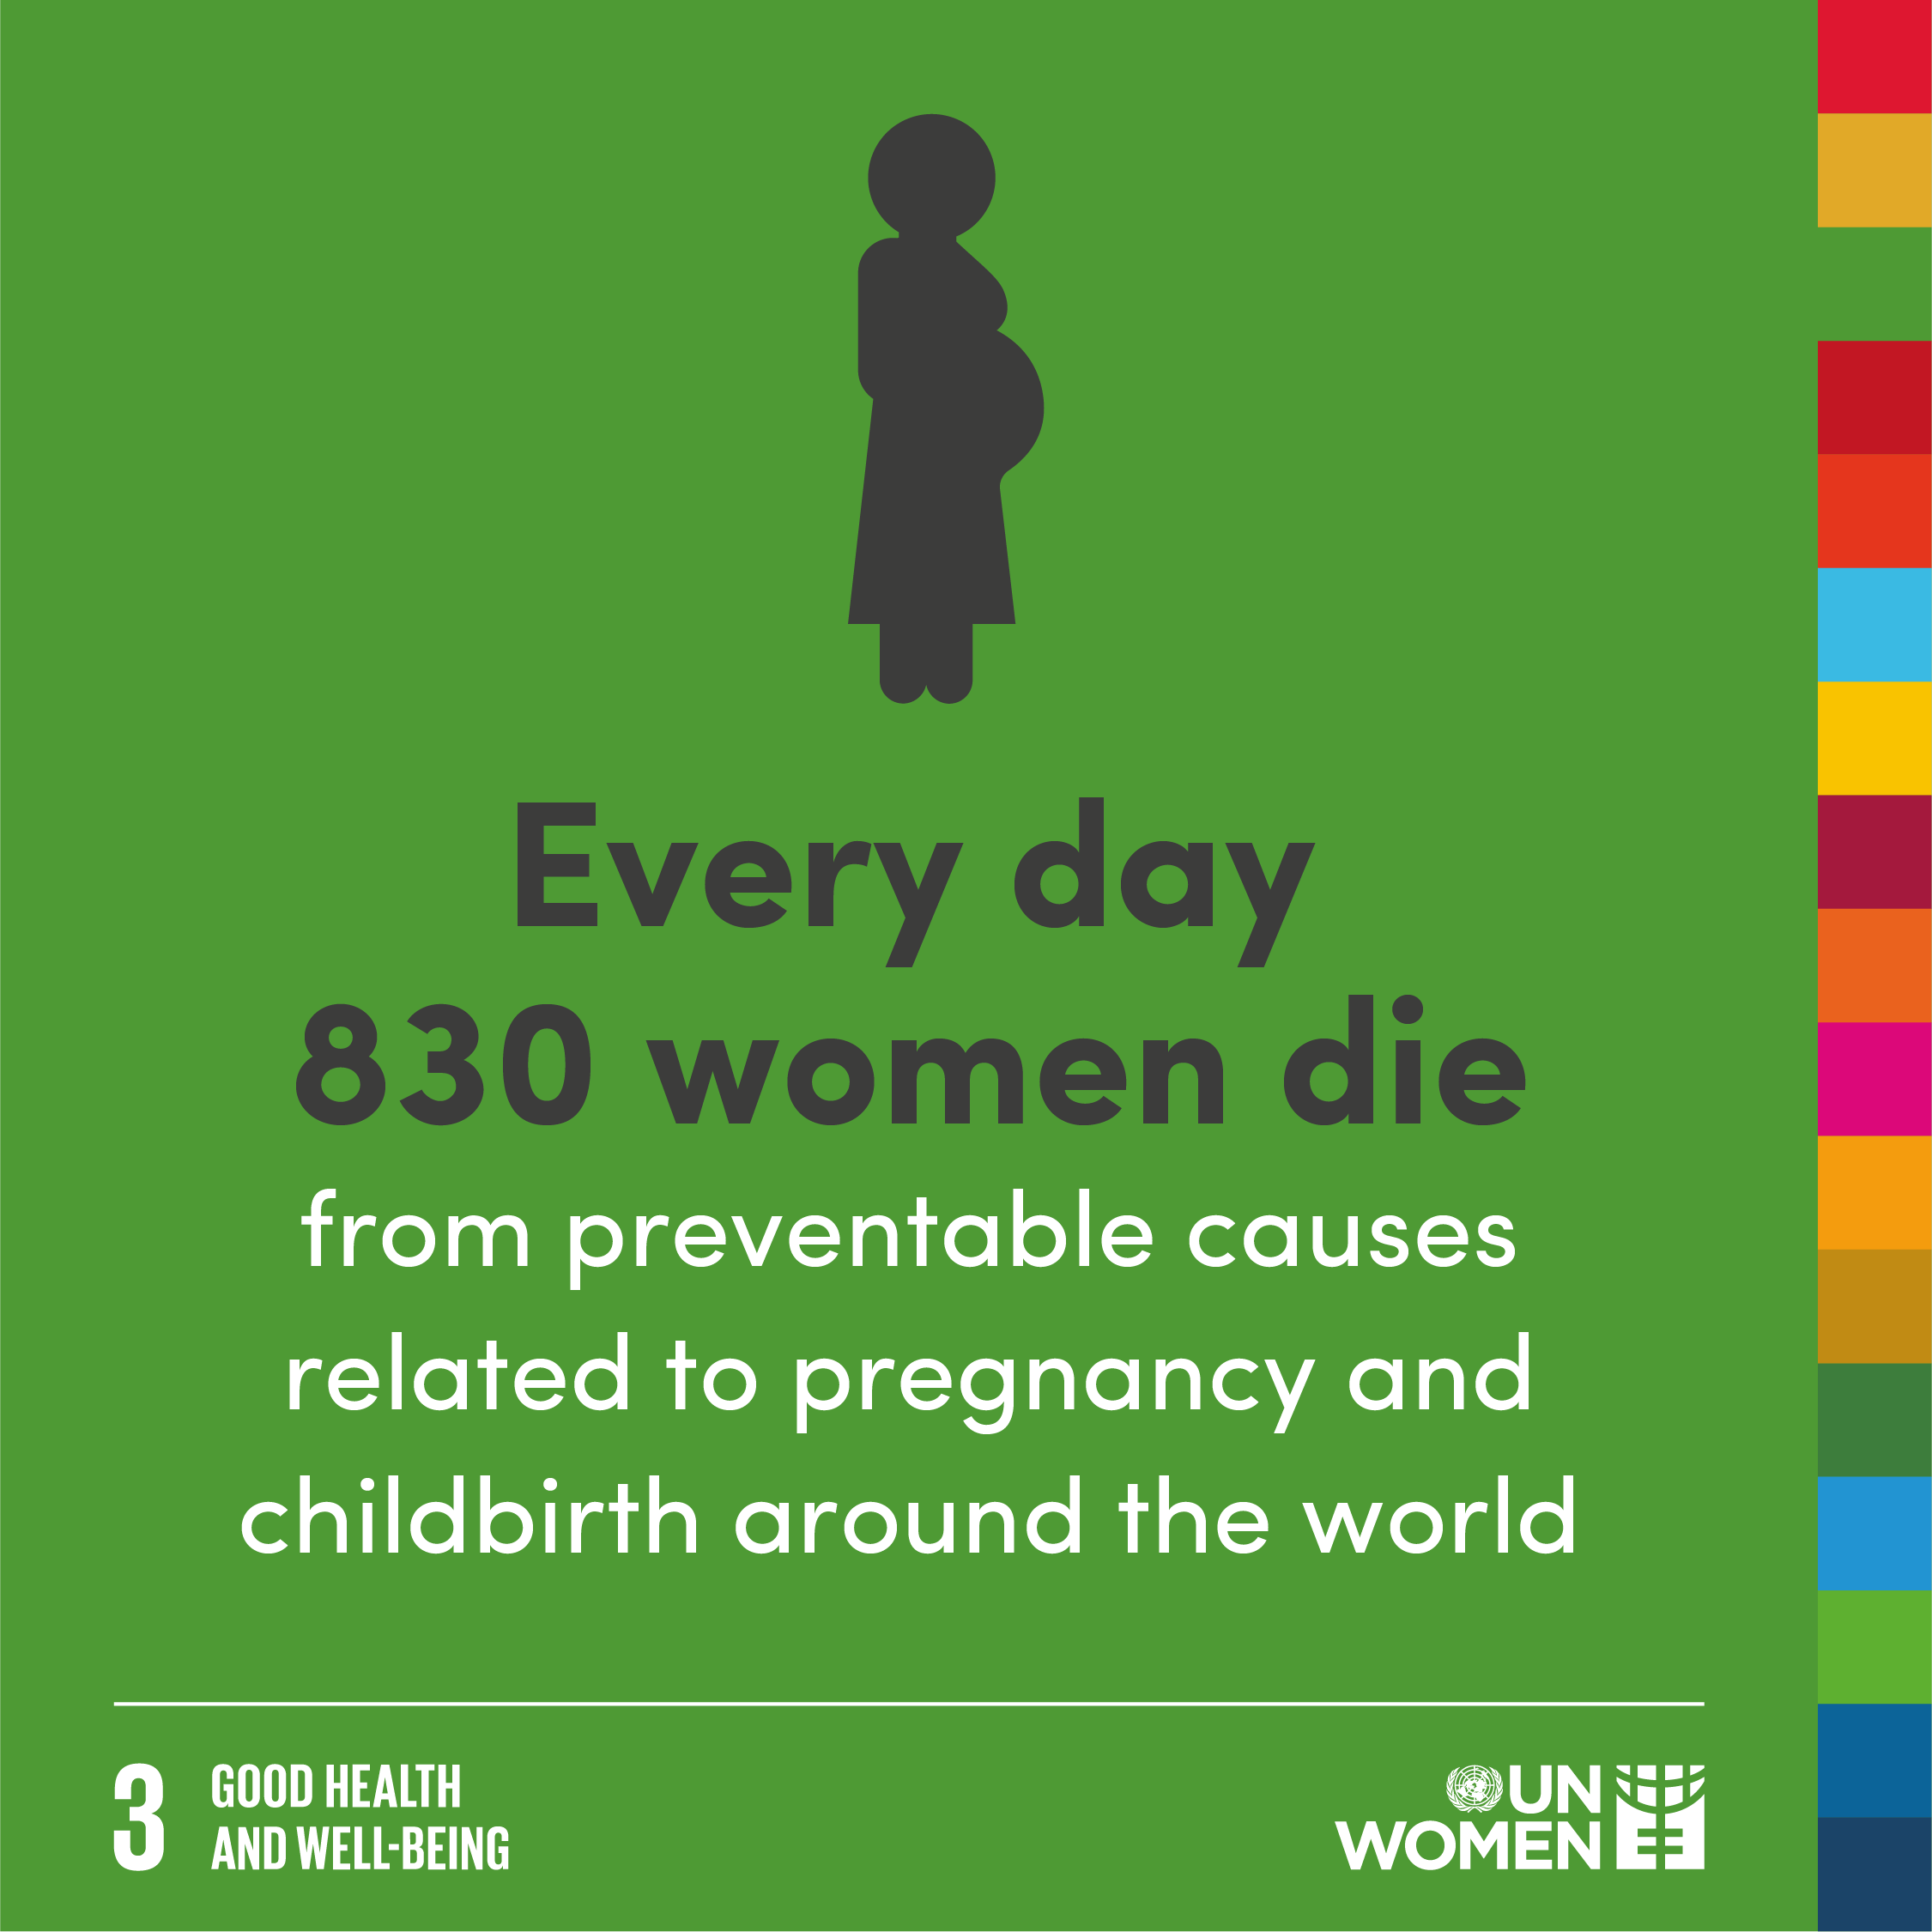 Every day
830 women die
from preventable causes
related to pregnancy and
childbirth around the world
3
GOOD HEALTH
AND WELL-BEING
UN
WOMEN